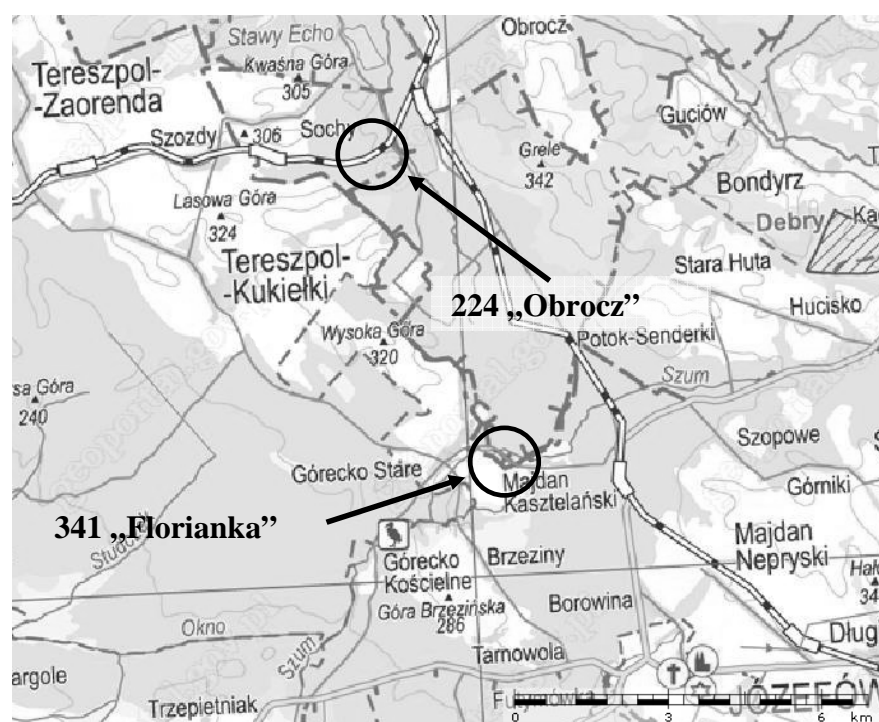 Stawy Echo
Obrocz
Kwaśna Góra
305
Tereszpol-
-Zaorenda
Szozdy
306
Sochy
Guciów
Grele
342
Bondyrz
Lasowa Góra
324
Debry
Tereszpol-
-Kukiełki
Stara Huta
224 „Obrocz”
Hucisko
Wysoka Góra
320
Potok-Senderki
Szum
sa Góra
240
Szopowe
Górecko Stare
Majdan
Kasztelański
Górniki
341 „Florianka”
Majdan
Nepryski
Górecko
Kościelne
Brzeziny
Góra Brzezińska
286
Borowina
Okno
Szum
Tarnowola
argole
Trzepietniak
JÓZEFÓW
0 3 6 km